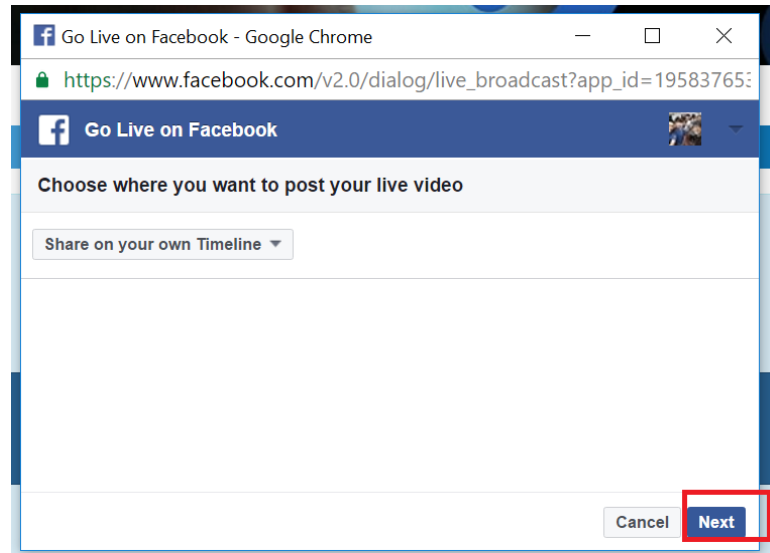 Go Live on Facebook - Google Chrome
https://www.facebook.com/v2.0/dialog/live_broadcast?app_id=195837653
Go Live on Facebook
Choose where you want to post your live video
Share on your own Timeline
Cancel Next